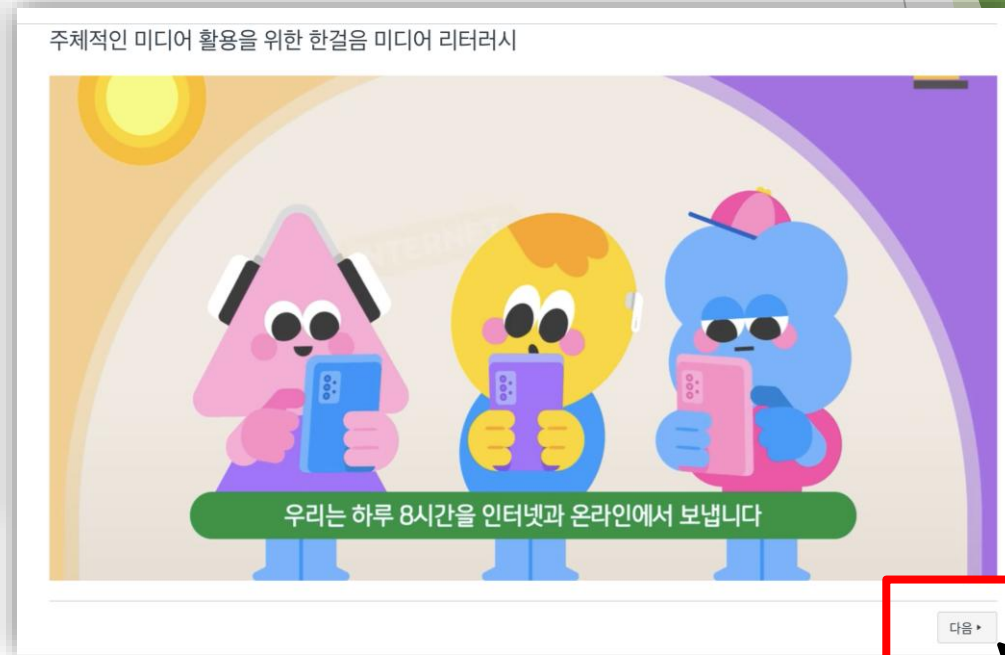 주체적인 미디어 활용을 위한 한걸음 미디어 리터러시
INTERNET
우리는 하루 8시간을 인터넷과 온라인에서 보냅니다
다음 ▸